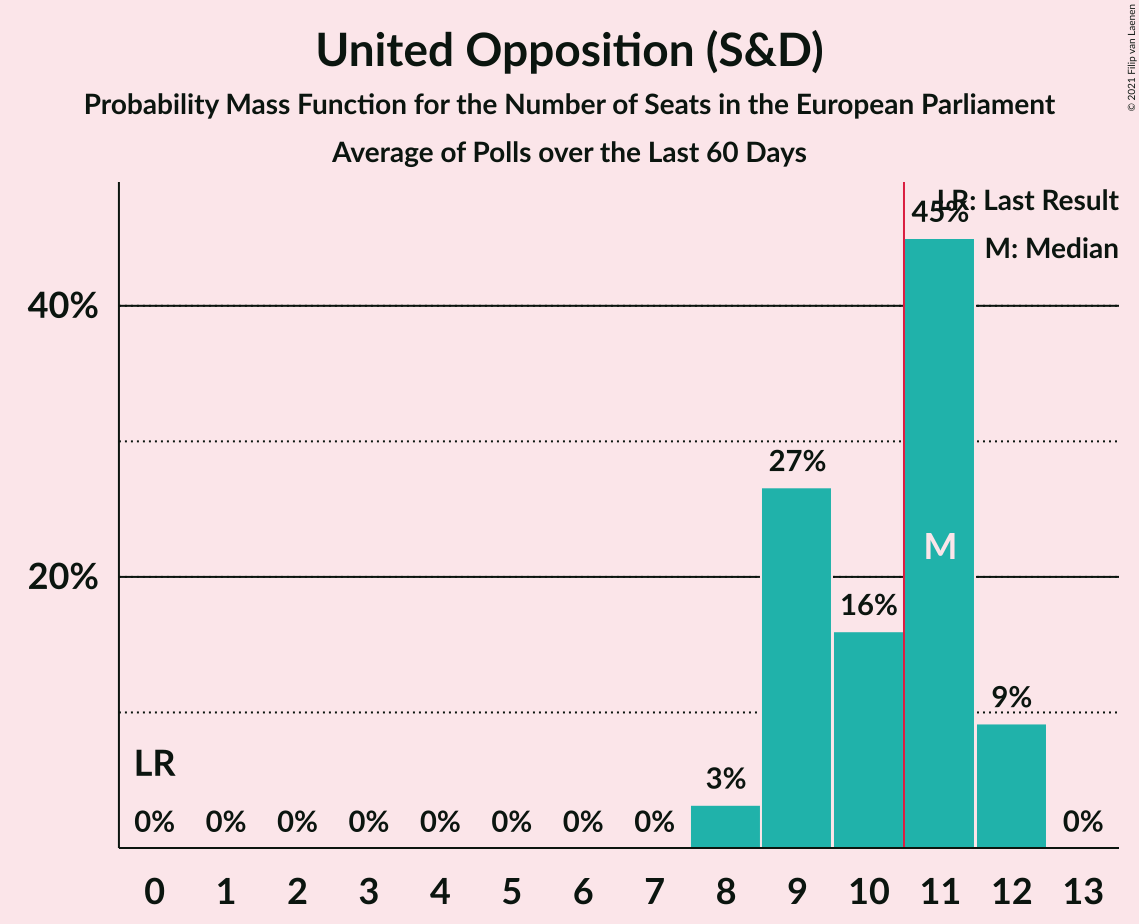 United Opposition (S&D)
Probability Mass Function for the Number of Seats in the European Parliament
Average of Polls over the Last 60 Days
© 2021 Filip van Laenen
LR: Last Result
M: Median
45%
40%
27%
M
20%
16%
9%
LR
3%
0% 0% 0% 0% 0% 0% 0% 0% 0%
0 1 2 3 4 5 6 7 8 9 10 11 12 13